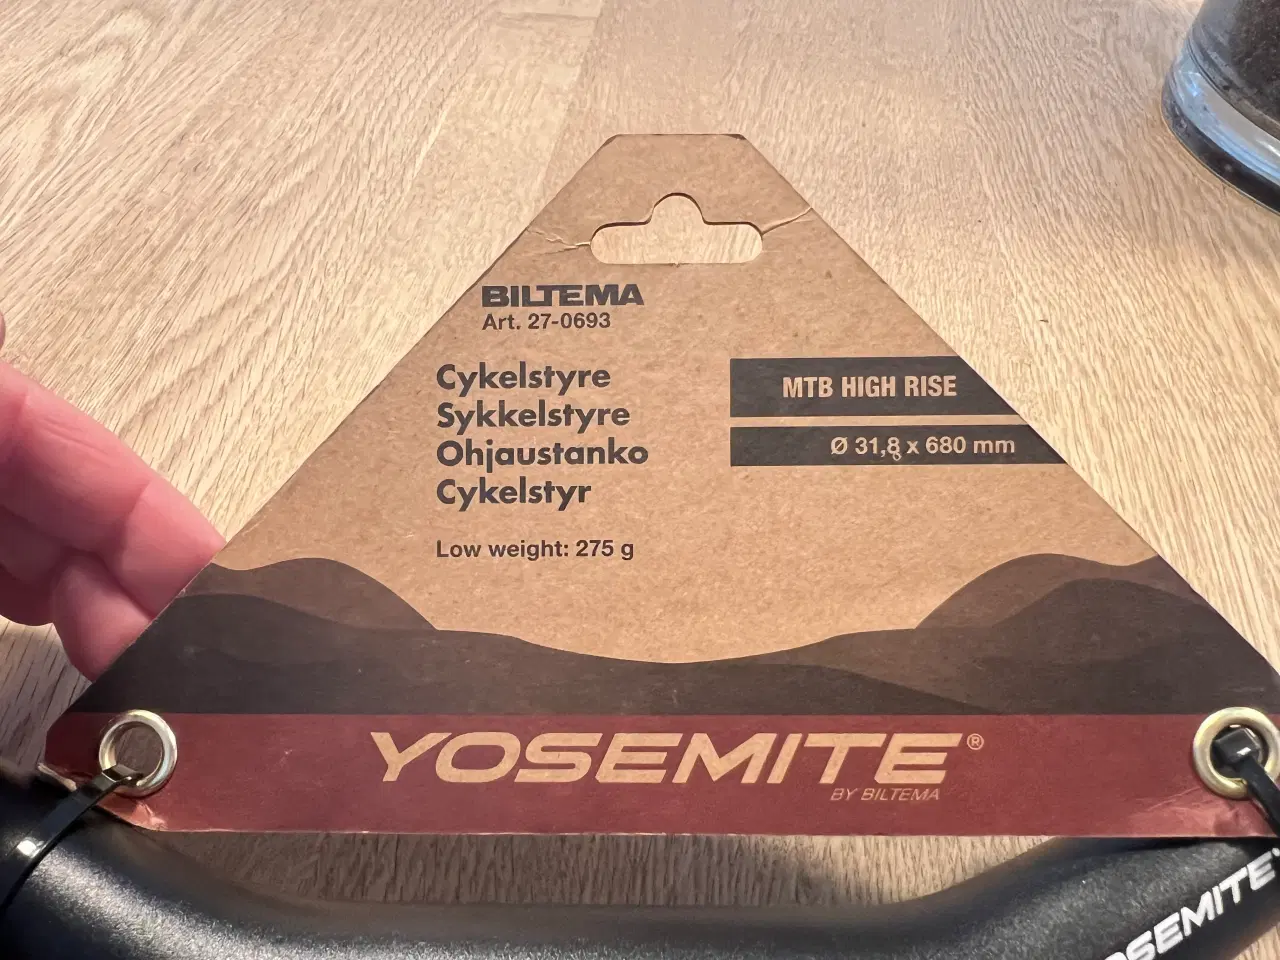 BILTEMA
Art. 27-0693
Cykelstyre
Sykkelstyre
Ohjaustanko
Cykelstyr
Low weight: 275 g
MTB HIGH RISE
Ø 31,8 x 680 mm
YOSEMITE®
BY BILTEMA
YOSEMITE